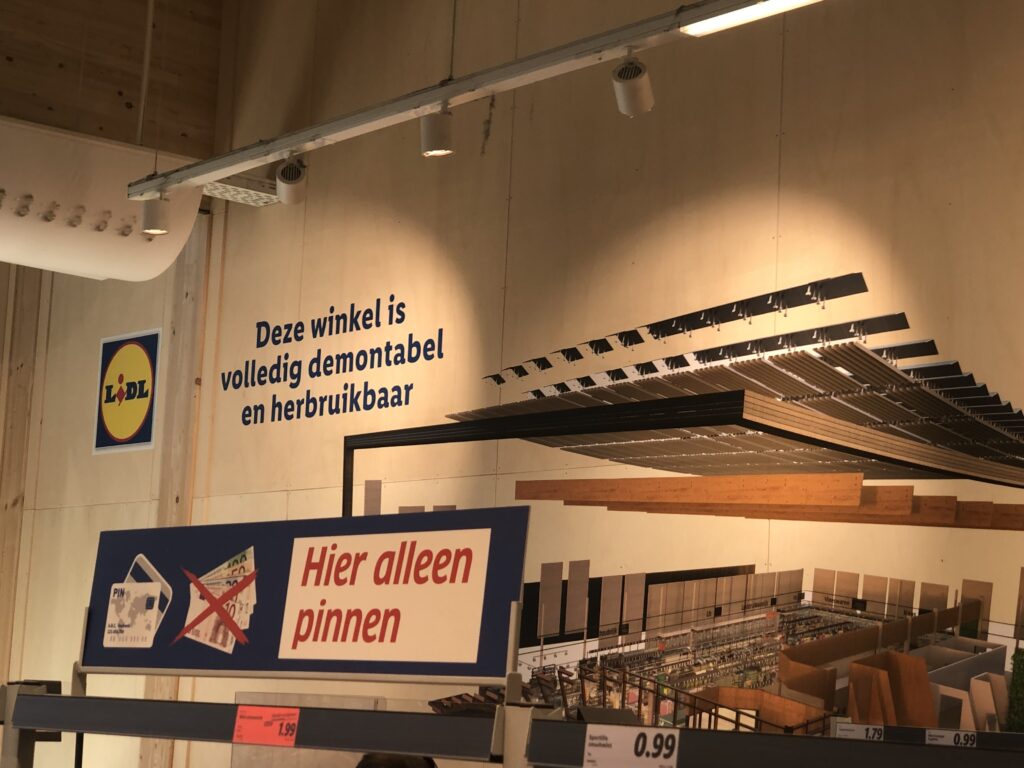 Deze winkel is
volledig demontabel
en herbruikbaar
LIDL
Hier alleen
pinnen
PIN
1.99
0.99
1.79
0.99